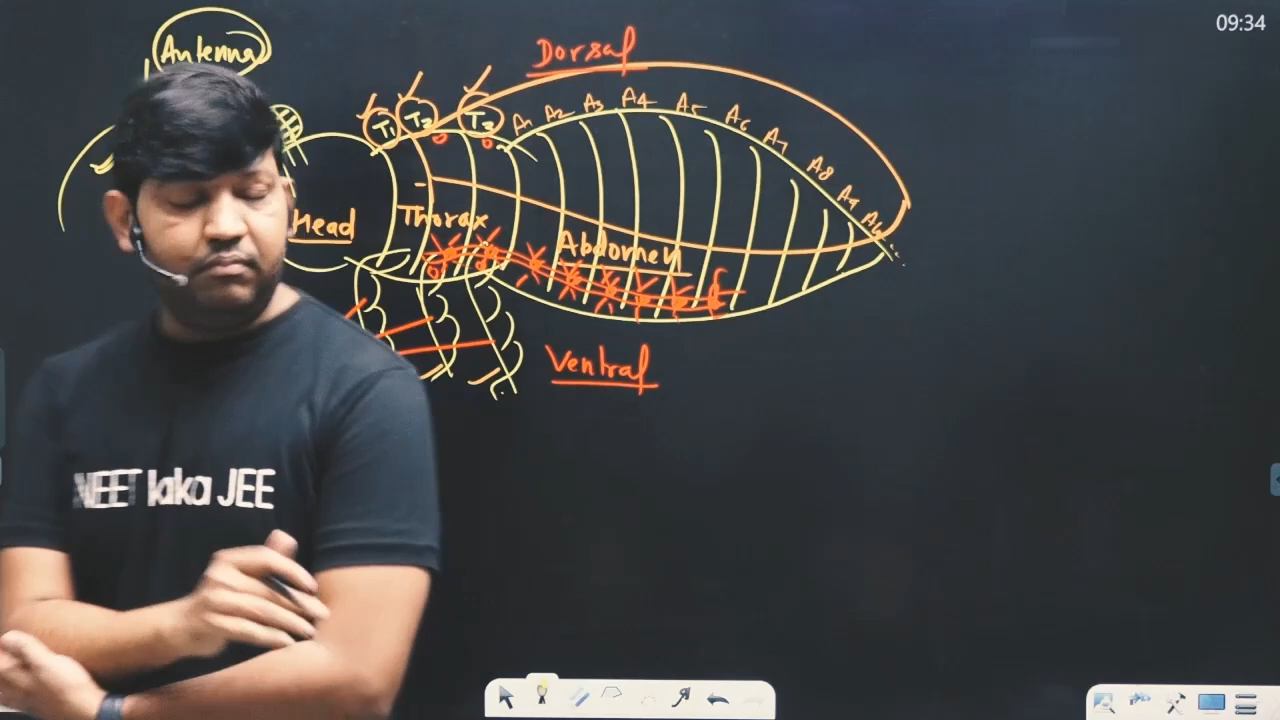 09:34
Antenna
Dorsal
T1 T2 T3
A1 A2 A3 A4 A5 A6 A7 A8 A9 A10
Head
Thorax
Abdomen
Ventral
NEET laka JEE